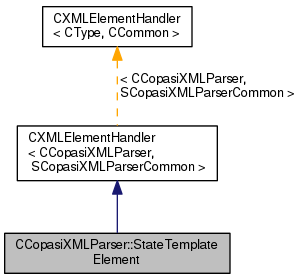 CXMLElementHandler
< CType, CCommon >
< CCopasiXMLParser,
SCopasiXMLParserCommon >
CXMLElementHandler
< CCopasiXMLParser,
SCopasiXMLParserCommon >
CCopasiXMLParser::StateTemplate
Element